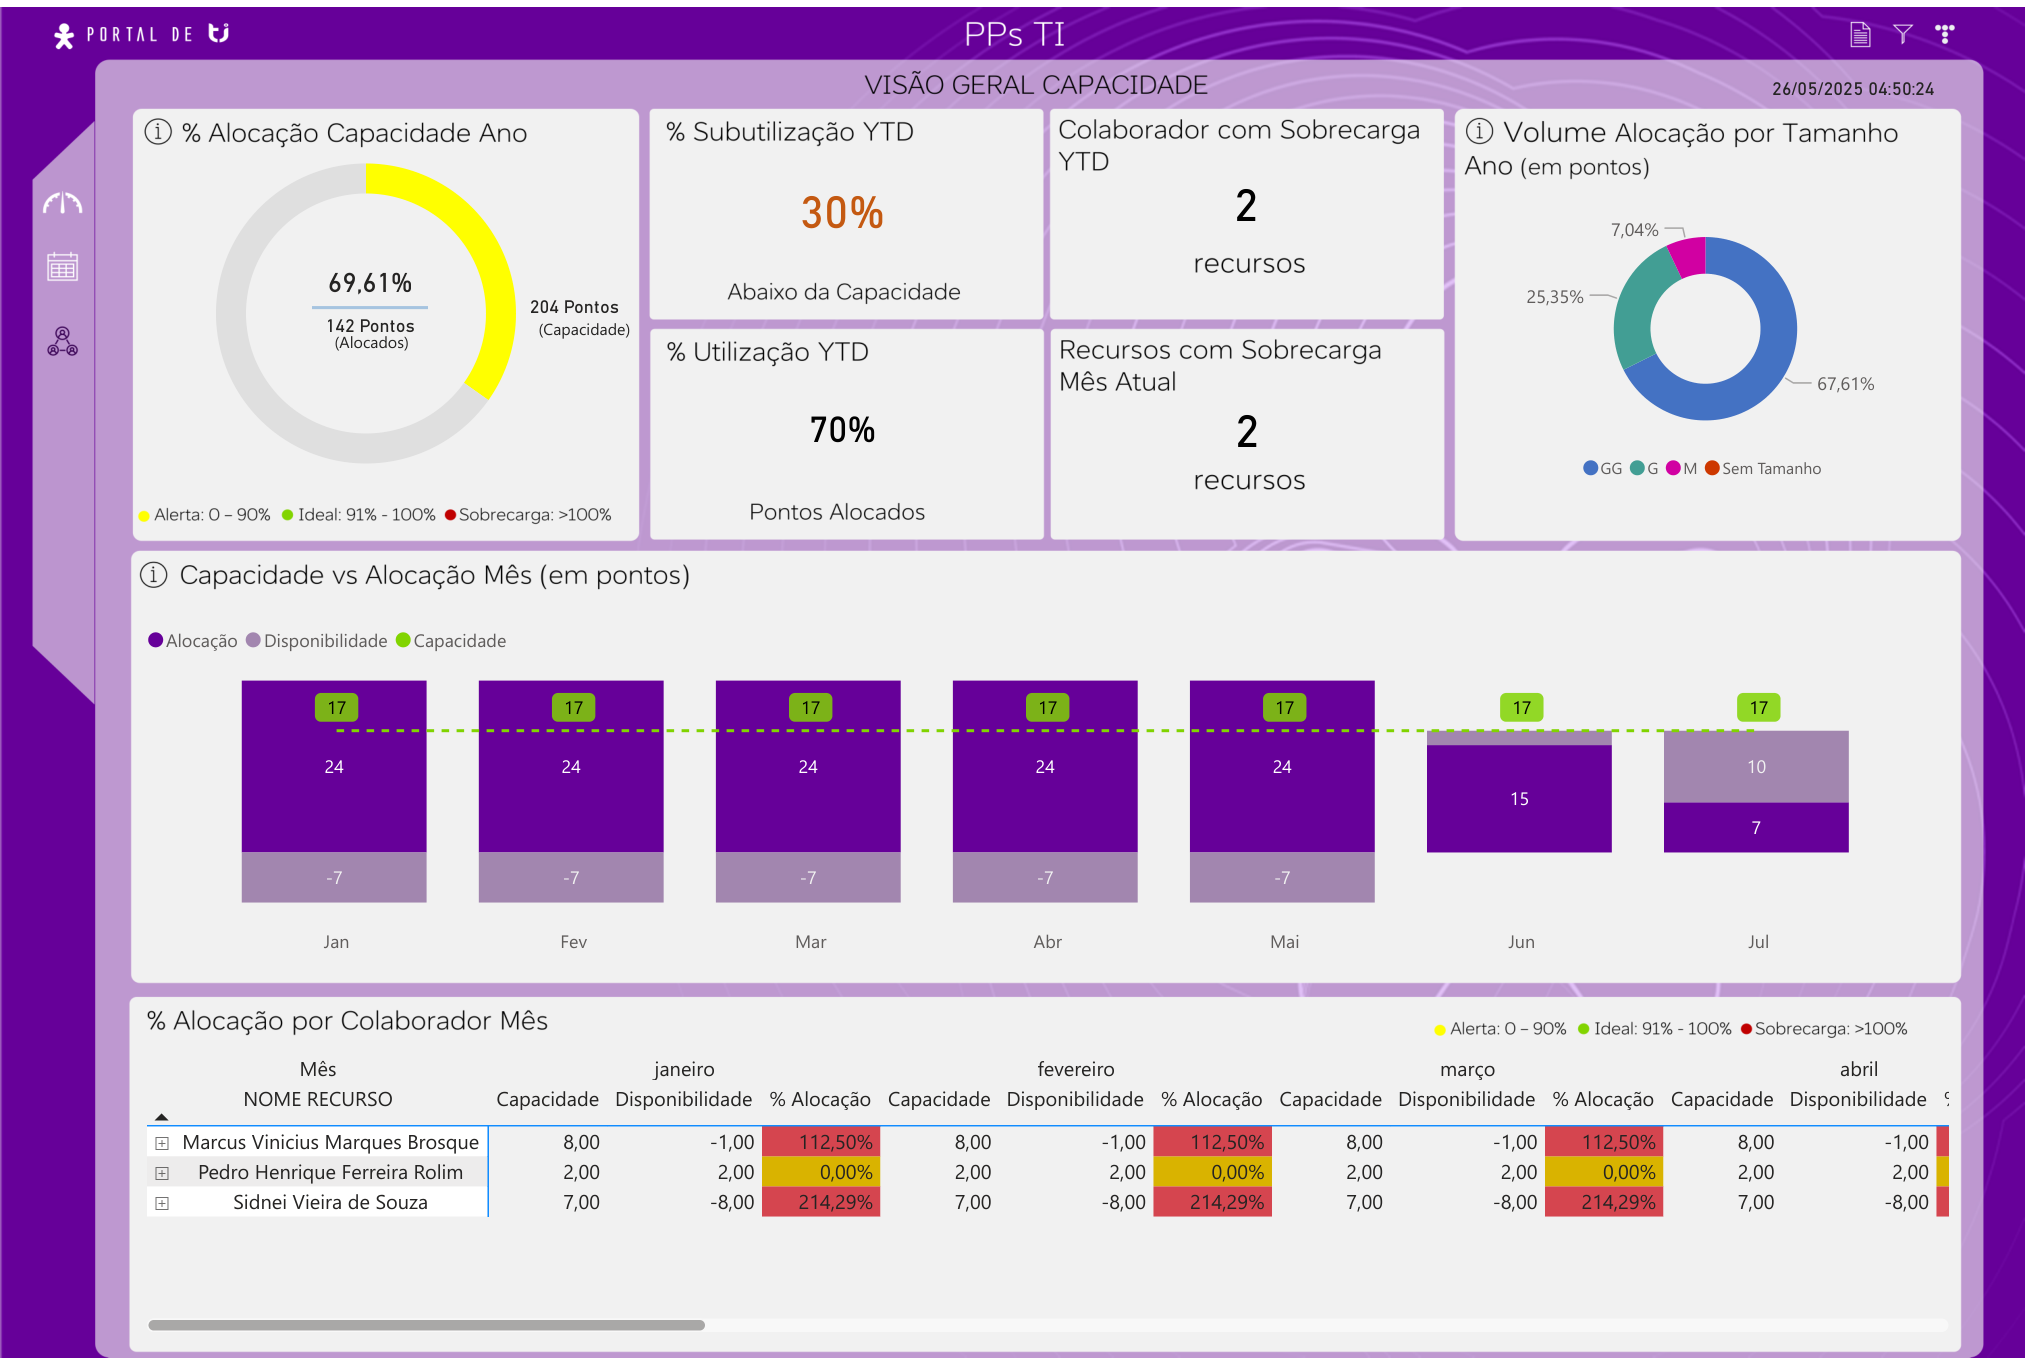 PORTAL DE ti
PPs TI
VISÃO GERAL CAPACIDADE
26/05/2025 04:50:24
% Alocação Capacidade Ano
69,61%
142 Pontos
(Alocados)
204 Pontos
(Capacidade)
Alerta: 0 – 90% Ideal: 91% - 100% Sobrecarga: >100%
% Subutilização YTD
30%
Abaixo da Capacidade
Colaborador com Sobrecarga
YTD
2
recursos
% Utilização YTD
70%
Pontos Alocados
Recursos com Sobrecarga
Mês Atual
2
recursos
Volume Alocação por Tamanho
Ano (em pontos)
7,04%
25,35%
67,61%
GG G M Sem Tamanho
Capacidade vs Alocação Mês (em pontos)
Alocação Disponibilidade Capacidade
17 17 17 17 17 17 17
24 24 24 24 24 15 10
7
-7 -7 -7 -7 -7
Jan Fev Mar Abr Mai Jun Jul
% Alocação por Colaborador Mês
Alerta: 0 – 90% Ideal: 91% - 100% Sobrecarga: >100%
Mês janeiro fevereiro março abril
NOME RECURSO Capacidade Disponibilidade % Alocação Capacidade Disponibilidade % Alocação Capacidade Disponibilidade % Alocação Capacidade Disponibilidade
Marcus Vinicius Marques Brosque 8,00 -1,00 112,50% 8,00 -1,00 112,50% 8,00 -1,00 112,50% 8,00 -1,00
Pedro Henrique Ferreira Rolim 2,00 2,00 0,00% 2,00 2,00 0,00% 2,00 2,00 0,00% 2,00 2,00
Sidnei Vieira de Souza 7,00 -8,00 214,29% 7,00 -8,00 214,29% 7,00 -8,00 214,29% 7,00 -8,00